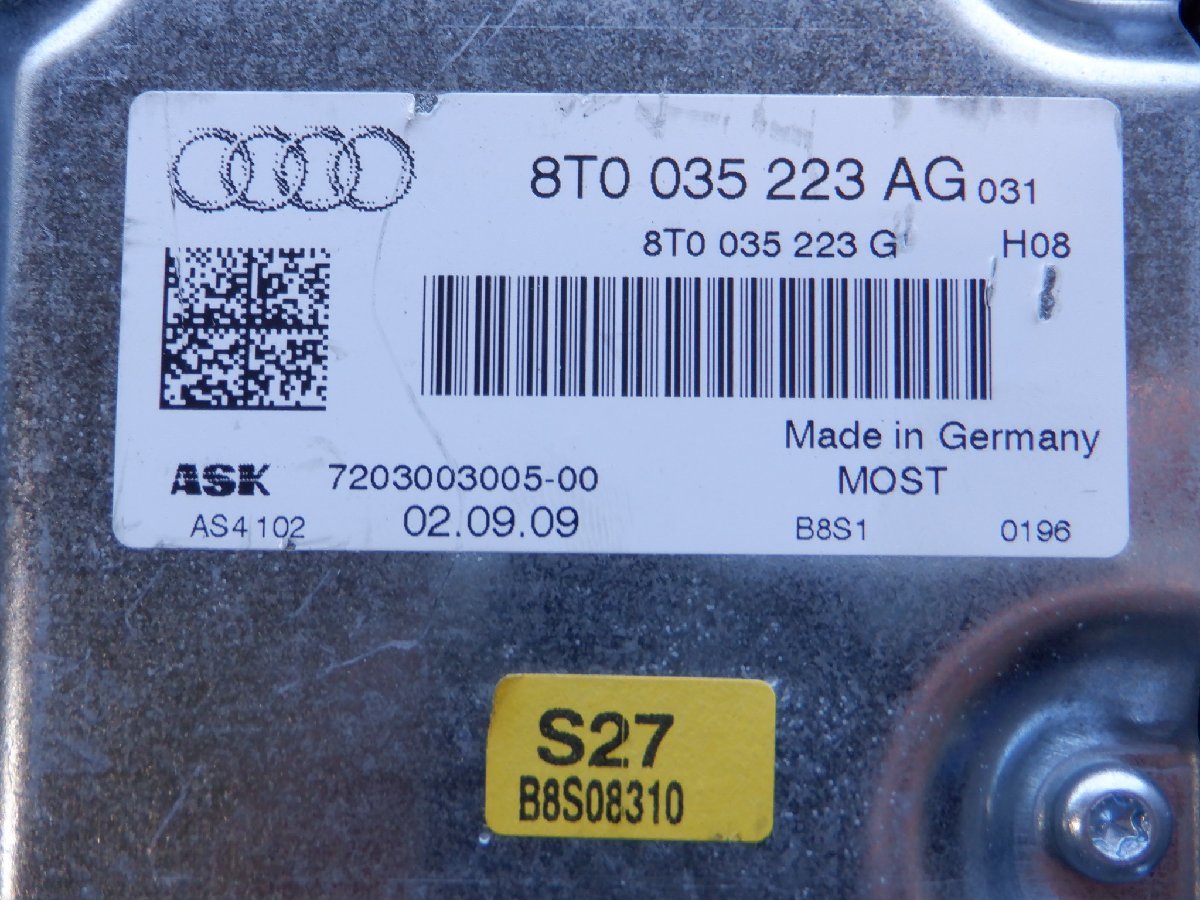 8T0 035 223 AG 031
8T0 035 223 G H08
Made in Germany
ASK 7203003005-00 MOST
AS4 102 02.09.09 B8S1 0196
S27
B8S08310